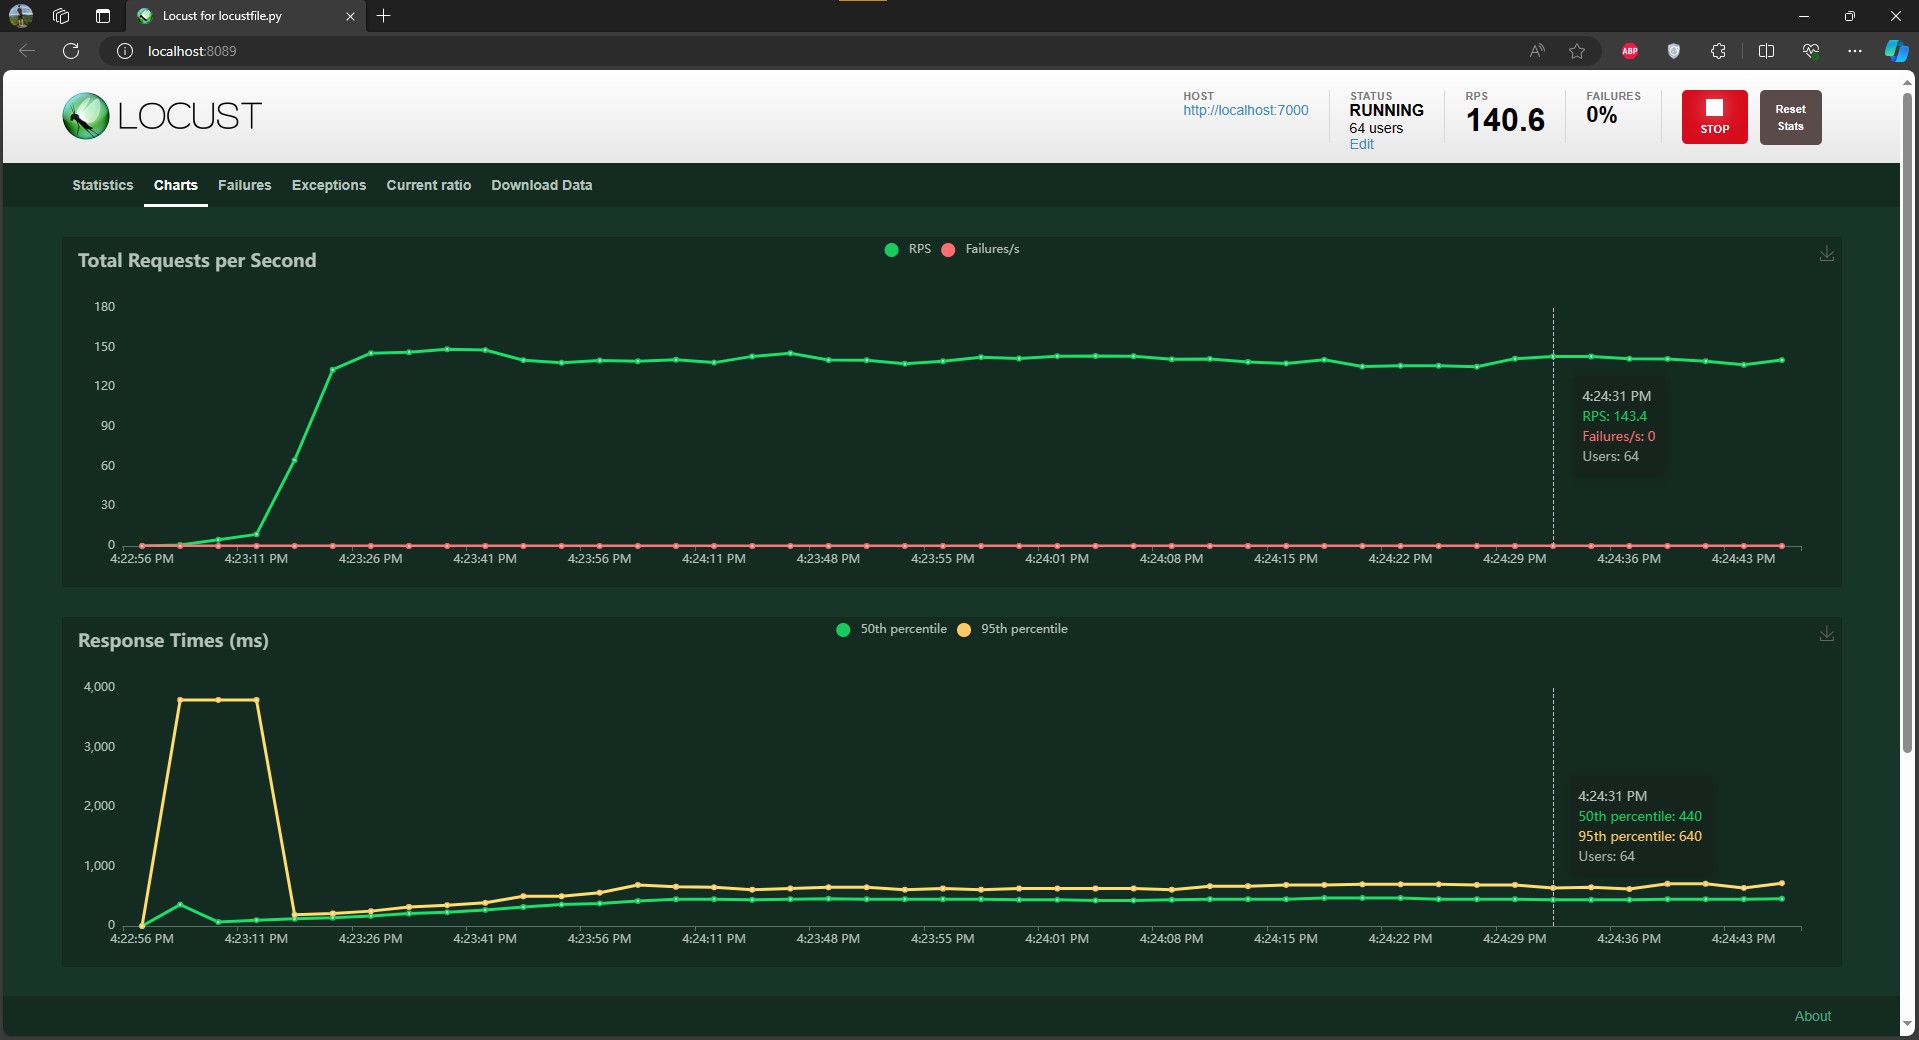 Locust for locustfile.py
localhost:8089
ABP
LOCUST
HOST
http://localhost:7000
STATUS
RUNNING
64 users
Edit
RPS
140.6
FAILURES
0%
STOP
Reset
Stats
Statistics Charts Failures Exceptions Current ratio Download Data
Total Requests per Second
RPS Failures/s
180
150
120
90
60
30
0
4:24:31 PM
RPS: 143.4
Failures/s: 0
Users: 64
4:22:56 PM 4:23:11 PM 4:23:26 PM 4:23:41 PM 4:23:56 PM 4:24:11 PM 4:23:48 PM 4:23:55 PM 4:24:01 PM 4:24:08 PM 4:24:15 PM 4:24:22 PM 4:24:29 PM 4:24:36 PM 4:24:43 PM
Response Times (ms)
50th percentile 95th percentile
4,000
3,000
2,000
1,000
0
4:24:31 PM
50th percentile: 440
95th percentile: 640
Users: 64
4:22:56 PM 4:23:11 PM 4:23:26 PM 4:23:41 PM 4:23:56 PM 4:24:11 PM 4:23:48 PM 4:23:55 PM 4:24:01 PM 4:24:08 PM 4:24:15 PM 4:24:22 PM 4:24:29 PM 4:24:36 PM 4:24:43 PM
About